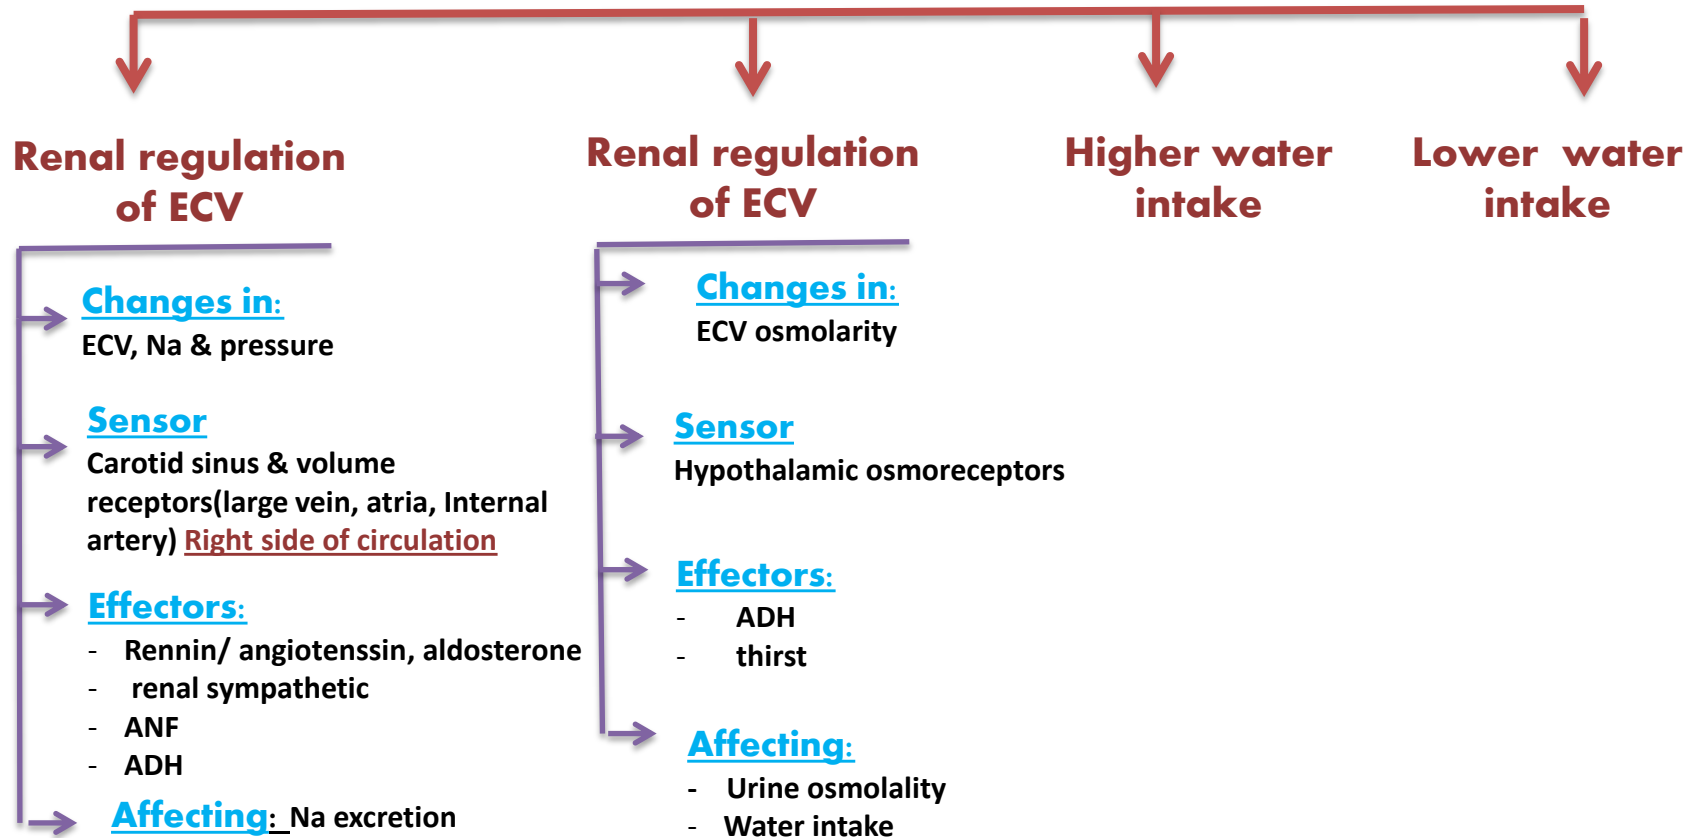 Renal regulation
of ECV
Changes in:
ECV, Na & pressure
Sensor
Carotid sinus & volume
receptors(large vein, atria, Internal
artery) Right side of circulation
Effectors:
- Rennin/ angiotenssin, aldosterone
- renal sympathetic
- ANF
- ADH
Affecting: Na excretion
Renal regulation
of ECV
Changes in:
ECV osmolarity
Sensor
Hypothalamic osmoreceptors
Effectors:
- ADH
- thirst
Affecting:
- Urine osmolality
- Water intake
Higher water
intake
Lower water
intake